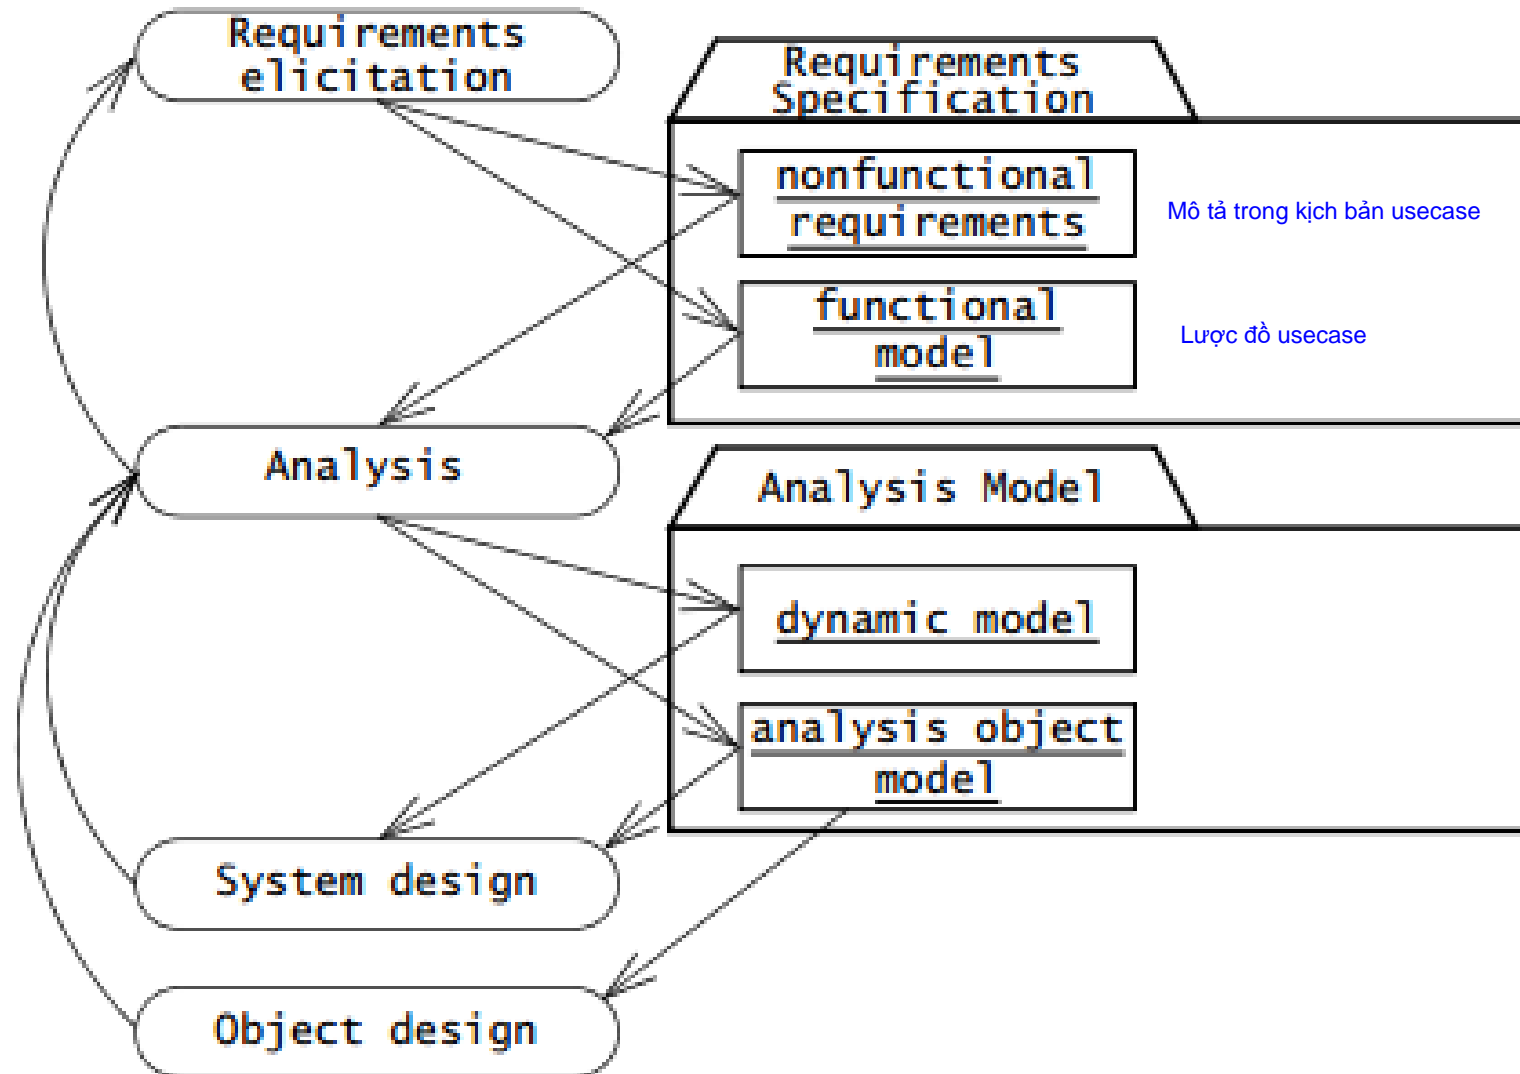 Requirements
elicitation
Requirements
Specification
nonfunctional
requirements
Mô tả trong kịch bản usecase
functional
model
Lược đồ usecase
Analysis
Analysis Model
dynamic model
analysis object
model
System design
Object design